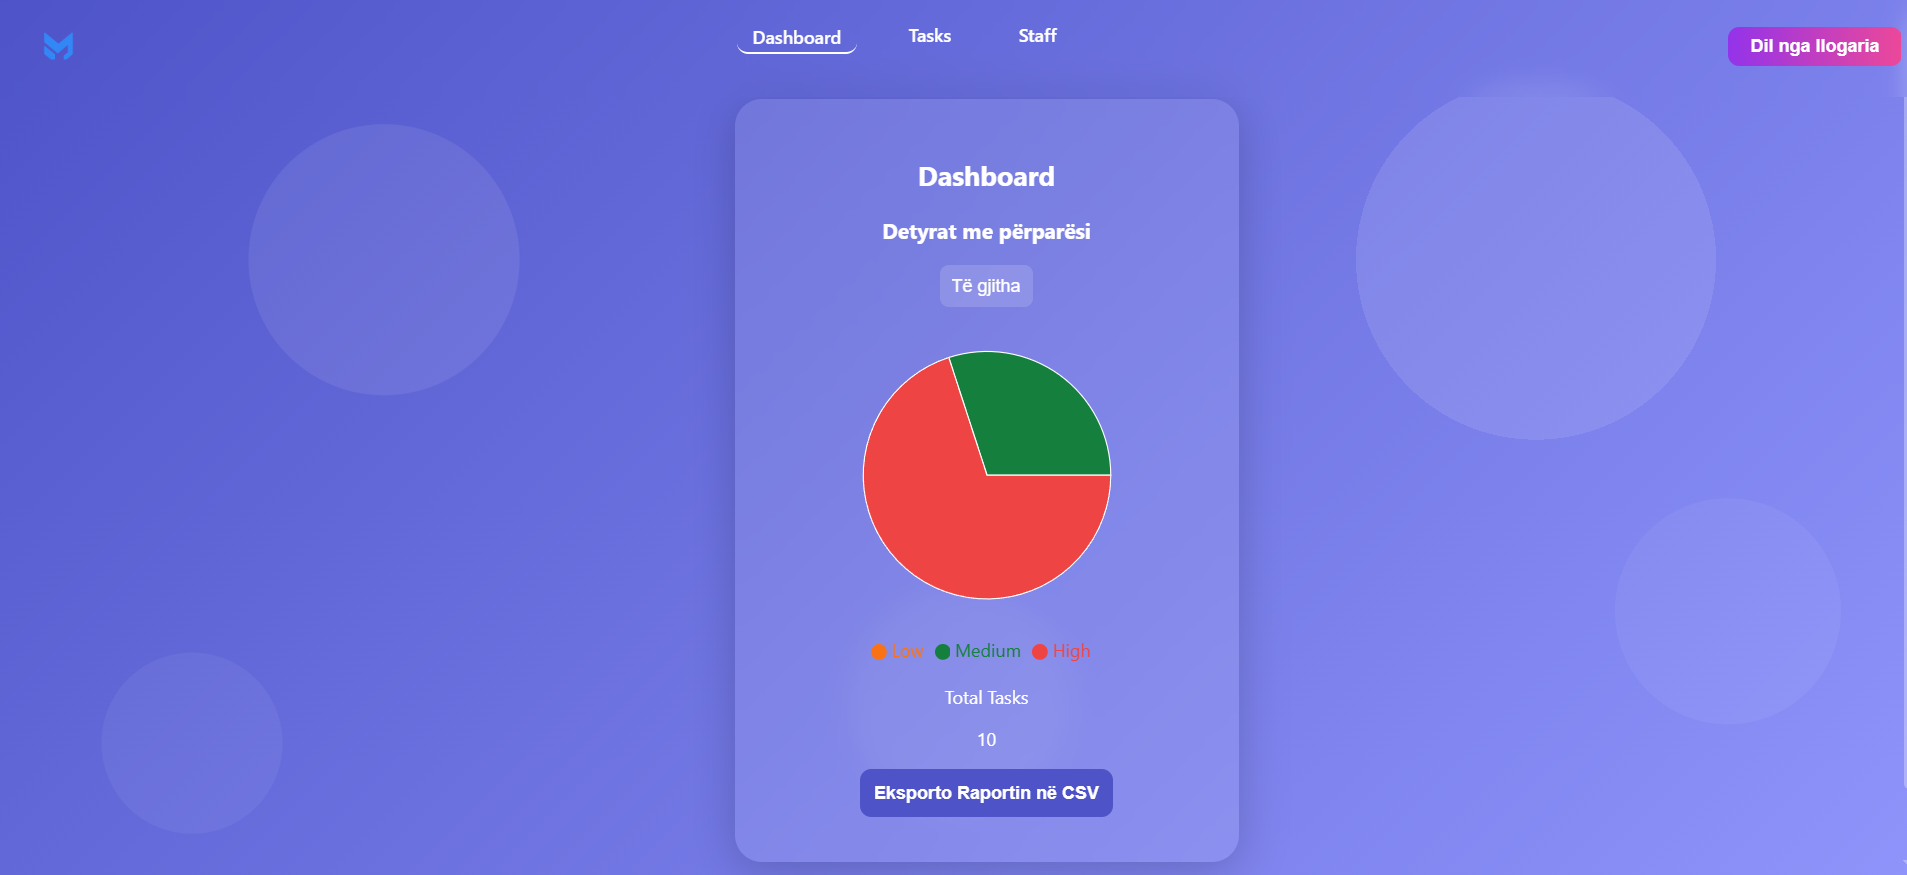 Dashboard
Tasks
Staff
Dil nga llogaria
Dashboard
Detyrat me përparësi
Të gjitha
Low
Medium
High
Total Tasks
10
Eksporto Raportin në CSV